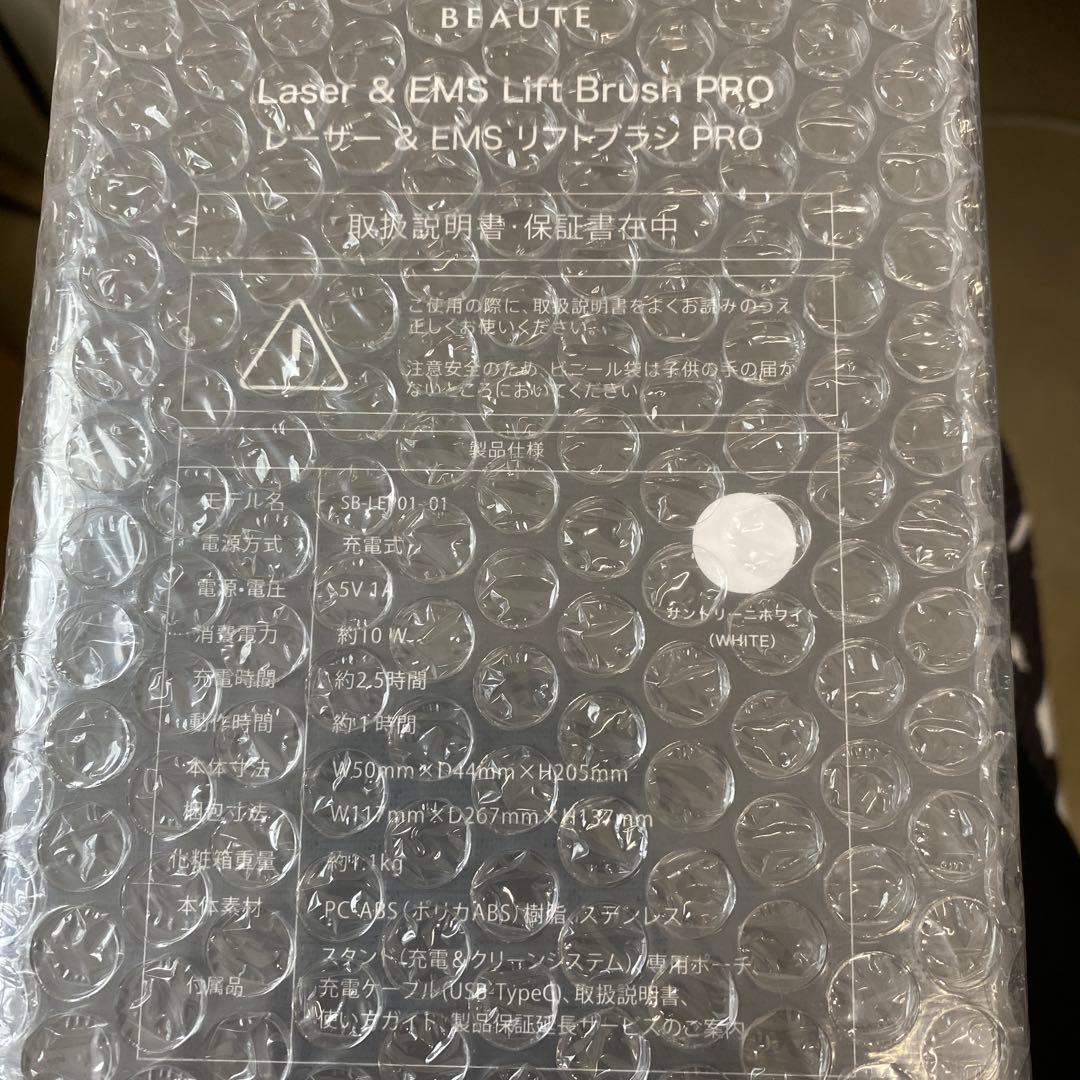 BEAUTE
Laser & EMS Lift Brush PRO
レーザー & EMS リフトブラシ PRO
取扱説明書・保証書在中
ご使用の際に、取扱説明書をよくお読みのうえ
正しくお使いください。
注意安全のため、ビニール袋は子供の手の届か
ないところにおいてください
製品仕様
モデル名 SB-LET01-01
電源方式 充電式
電源・電圧 5V 1A
消費電力 約10 W
充電時間 約2.5時間
動作時間 約1時間
本体寸法 W50mm×D44mm×H205mm
梱包寸法 W117mm×D267mm×H137mm
化粧箱重量 約1.1kg
本体素材 PC-ABS(ポリカABS)樹脂、ステンレス
付属品 スタンド(充電&クリーンシステム)、専用ポーチ
充電ケーブル(USB-TypeC)、取扱説明書、
使い方ガイド、製品保証延長サービスのご案内
サントリーニホワイト
(WHITE)